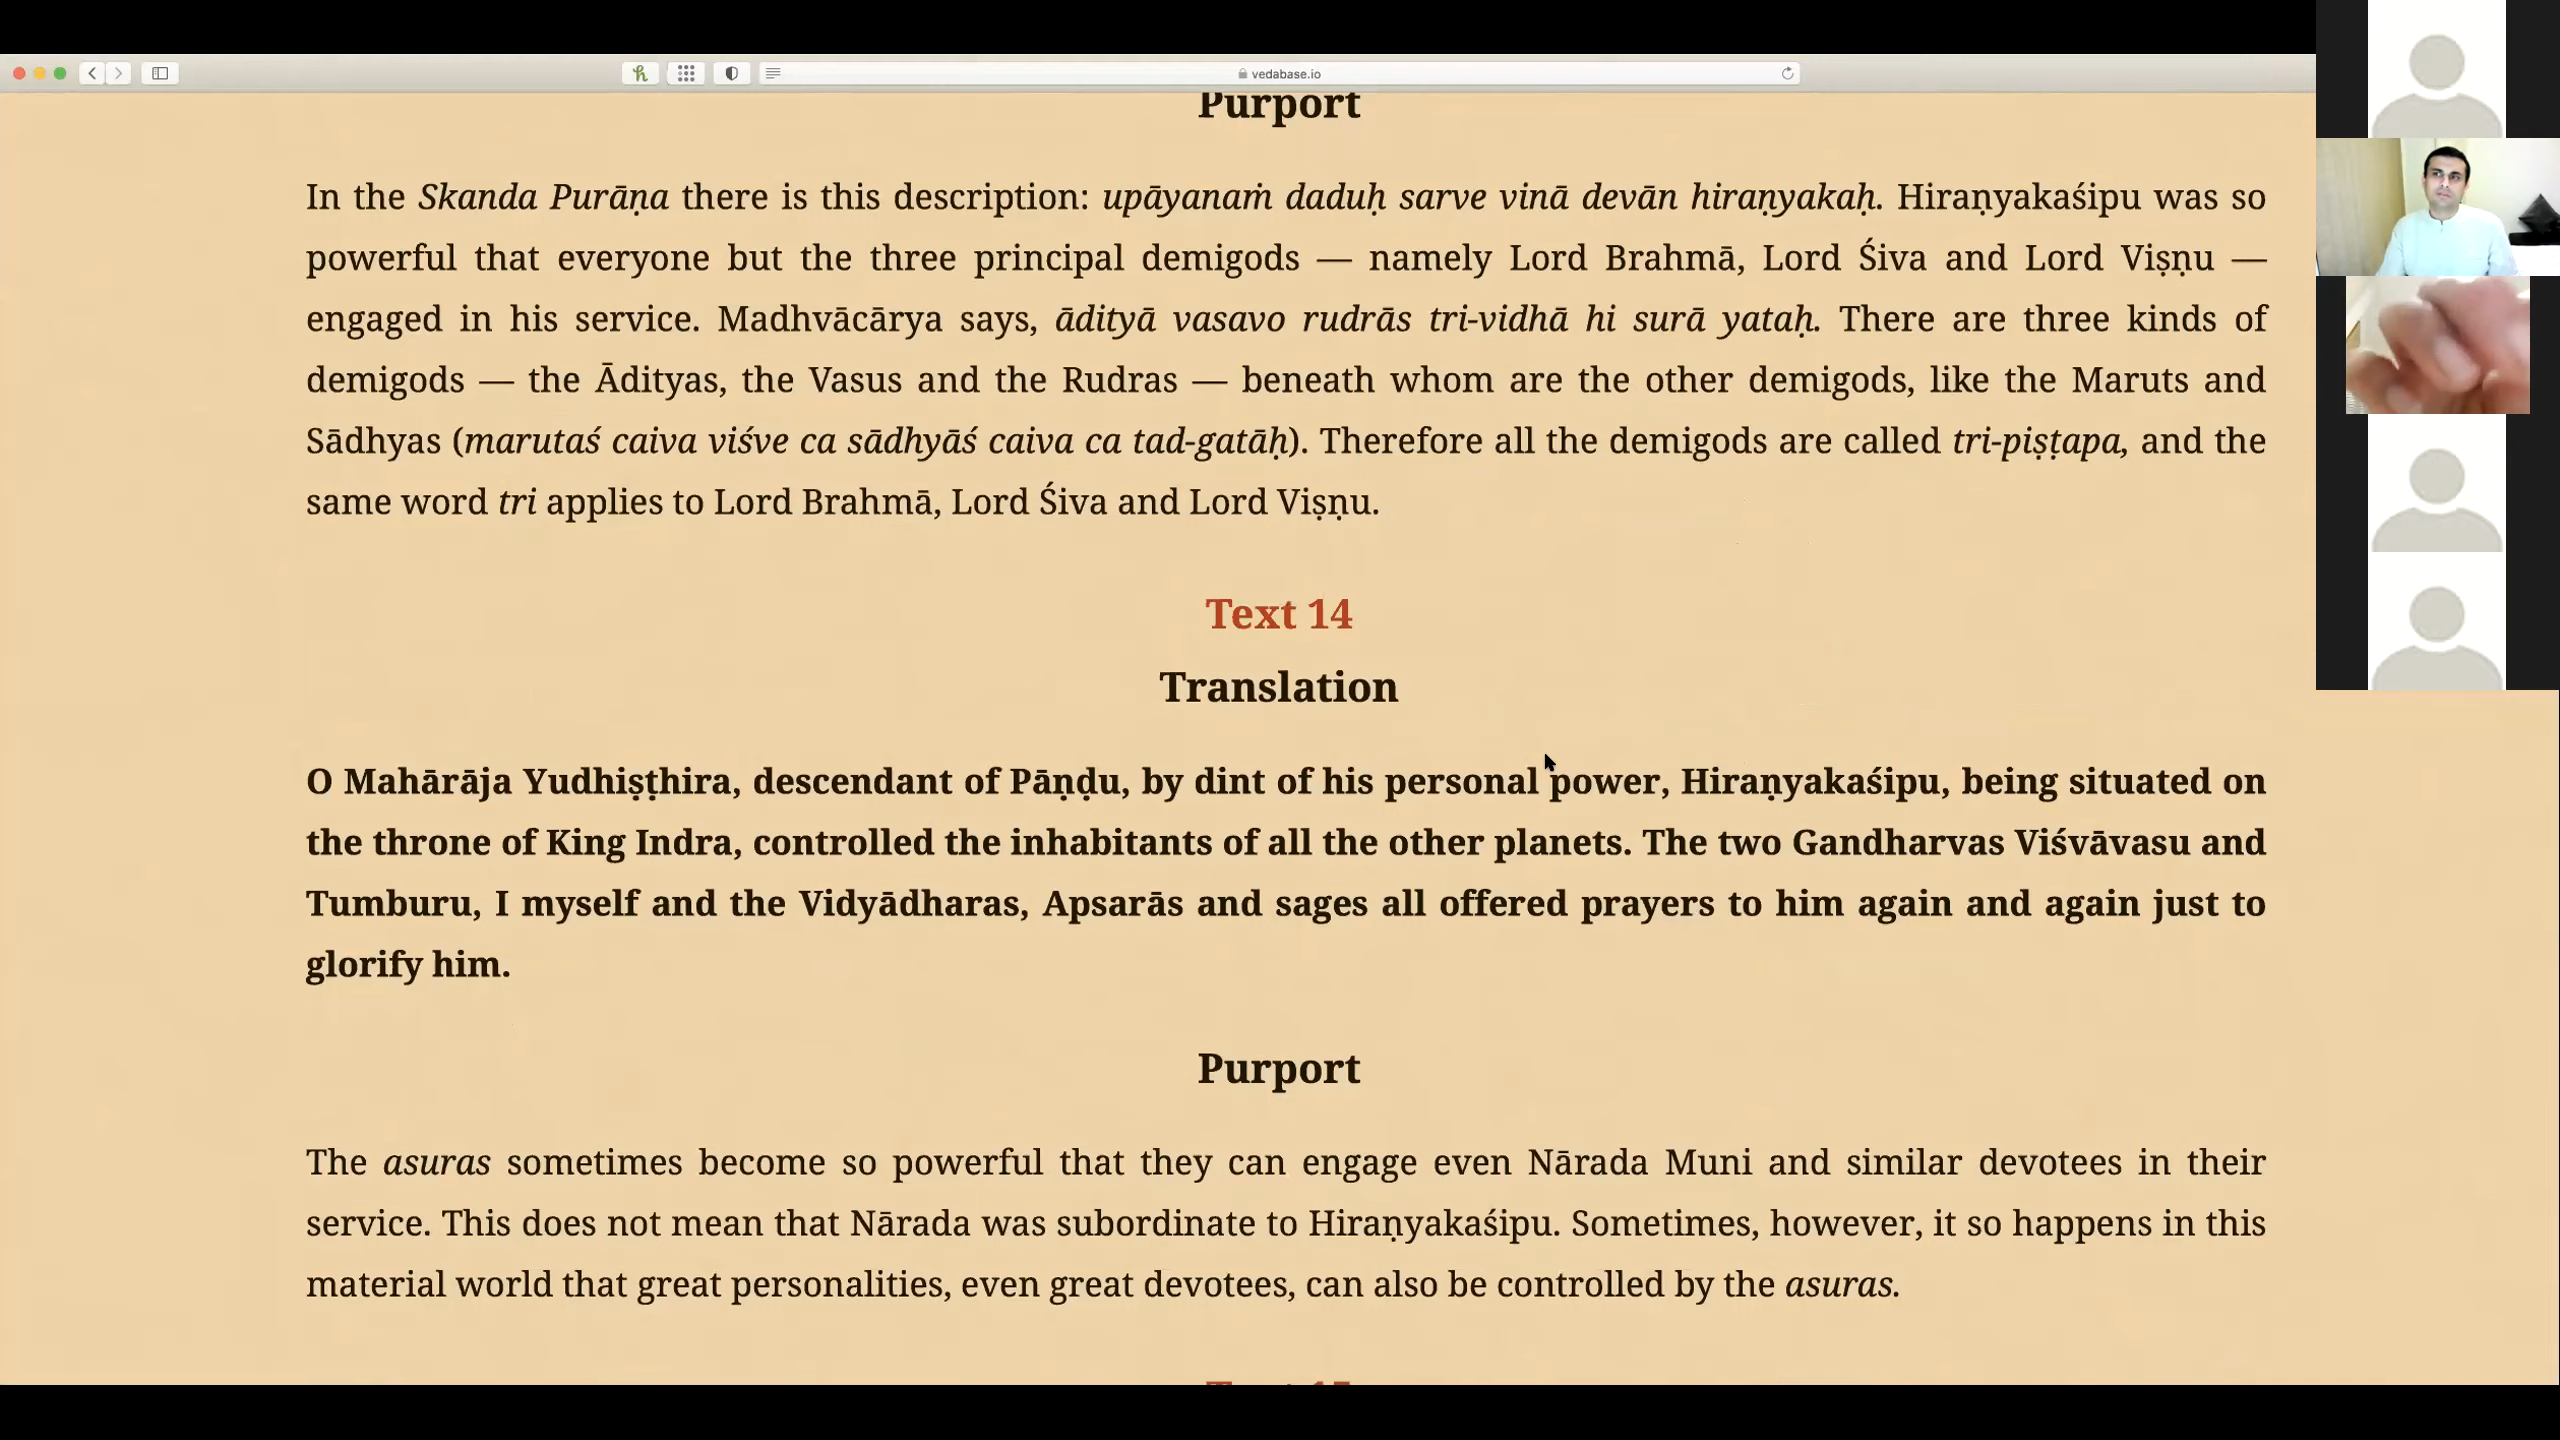 vedabase.io
Purport
In the Skanda Purāṇa there is this description: upāyanaṁ daduḥ sarve vinā devān hiraṇyakaḥ. Hiraṇyakaśipu was so
powerful that everyone but the three principal demigods — namely Lord Brahmā, Lord Śiva and Lord Viṣṇu —
engaged in his service. Madhvācārya says, ādityā vasavo rudrās tri-vidhā hi surā yataḥ. There are three kinds of
demigods — the Ādityas, the Vasus and the Rudras — beneath whom are the other demigods, like the Maruts and
Sādhyas (marutaś caiva viśve ca sādhyāś caiva ca tad-gatāḥ). Therefore all the demigods are called tri-piṣṭapa, and the
same word tri applies to Lord Brahmā, Lord Śiva and Lord Viṣṇu.
Text 14
Translation
O Mahārāja Yudhiṣṭhira, descendant of Pāṇḍu, by dint of his personal power, Hiraṇyakaśipu, being situated on
the throne of King Indra, controlled the inhabitants of all the other planets. The two Gandharvas Viśvāvasu and
Tumburu, I myself and the Vidyādharas, Apsarās and sages all offered prayers to him again and again just to
glorify him.
Purport
The asuras sometimes become so powerful that they can engage even Nārada Muni and similar devotees in their
service. This does not mean that Nārada was subordinate to Hiraṇyakaśipu. Sometimes, however, it so happens in this
material world that great personalities, even great devotees, can also be controlled by the asuras.